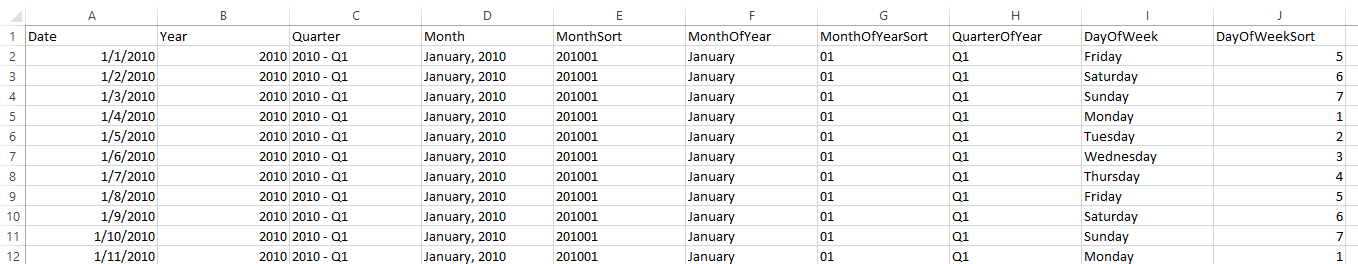 A B C D E F G H I J
1 Date Year Quarter Month MonthSort MonthOfYear MonthOfYearSort QuarterOfYear DayOfWeek DayOfWeekSort
2 1/1/2010 2010 2010 - Q1 January, 2010 201001 January 01 Q1 Friday 5
3 1/2/2010 2010 2010 - Q1 January, 2010 201001 January 01 Q1 Saturday 6
4 1/3/2010 2010 2010 - Q1 January, 2010 201001 January 01 Q1 Sunday 7
5 1/4/2010 2010 2010 - Q1 January, 2010 201001 January 01 Q1 Monday 1
6 1/5/2010 2010 2010 - Q1 January, 2010 201001 January 01 Q1 Tuesday 2
7 1/6/2010 2010 2010 - Q1 January, 2010 201001 January 01 Q1 Wednesday 3
8 1/7/2010 2010 2010 - Q1 January, 2010 201001 January 01 Q1 Thursday 4
9 1/8/2010 2010 2010 - Q1 January, 2010 201001 January 01 Q1 Friday 5
10 1/9/2010 2010 2010 - Q1 January, 2010 201001 January 01 Q1 Saturday 6
11 1/10/2010 2010 2010 - Q1 January, 2010 201001 January 01 Q1 Sunday 7
12 1/11/2010 2010 2010 - Q1 January, 2010 201001 January 01 Q1 Monday 1